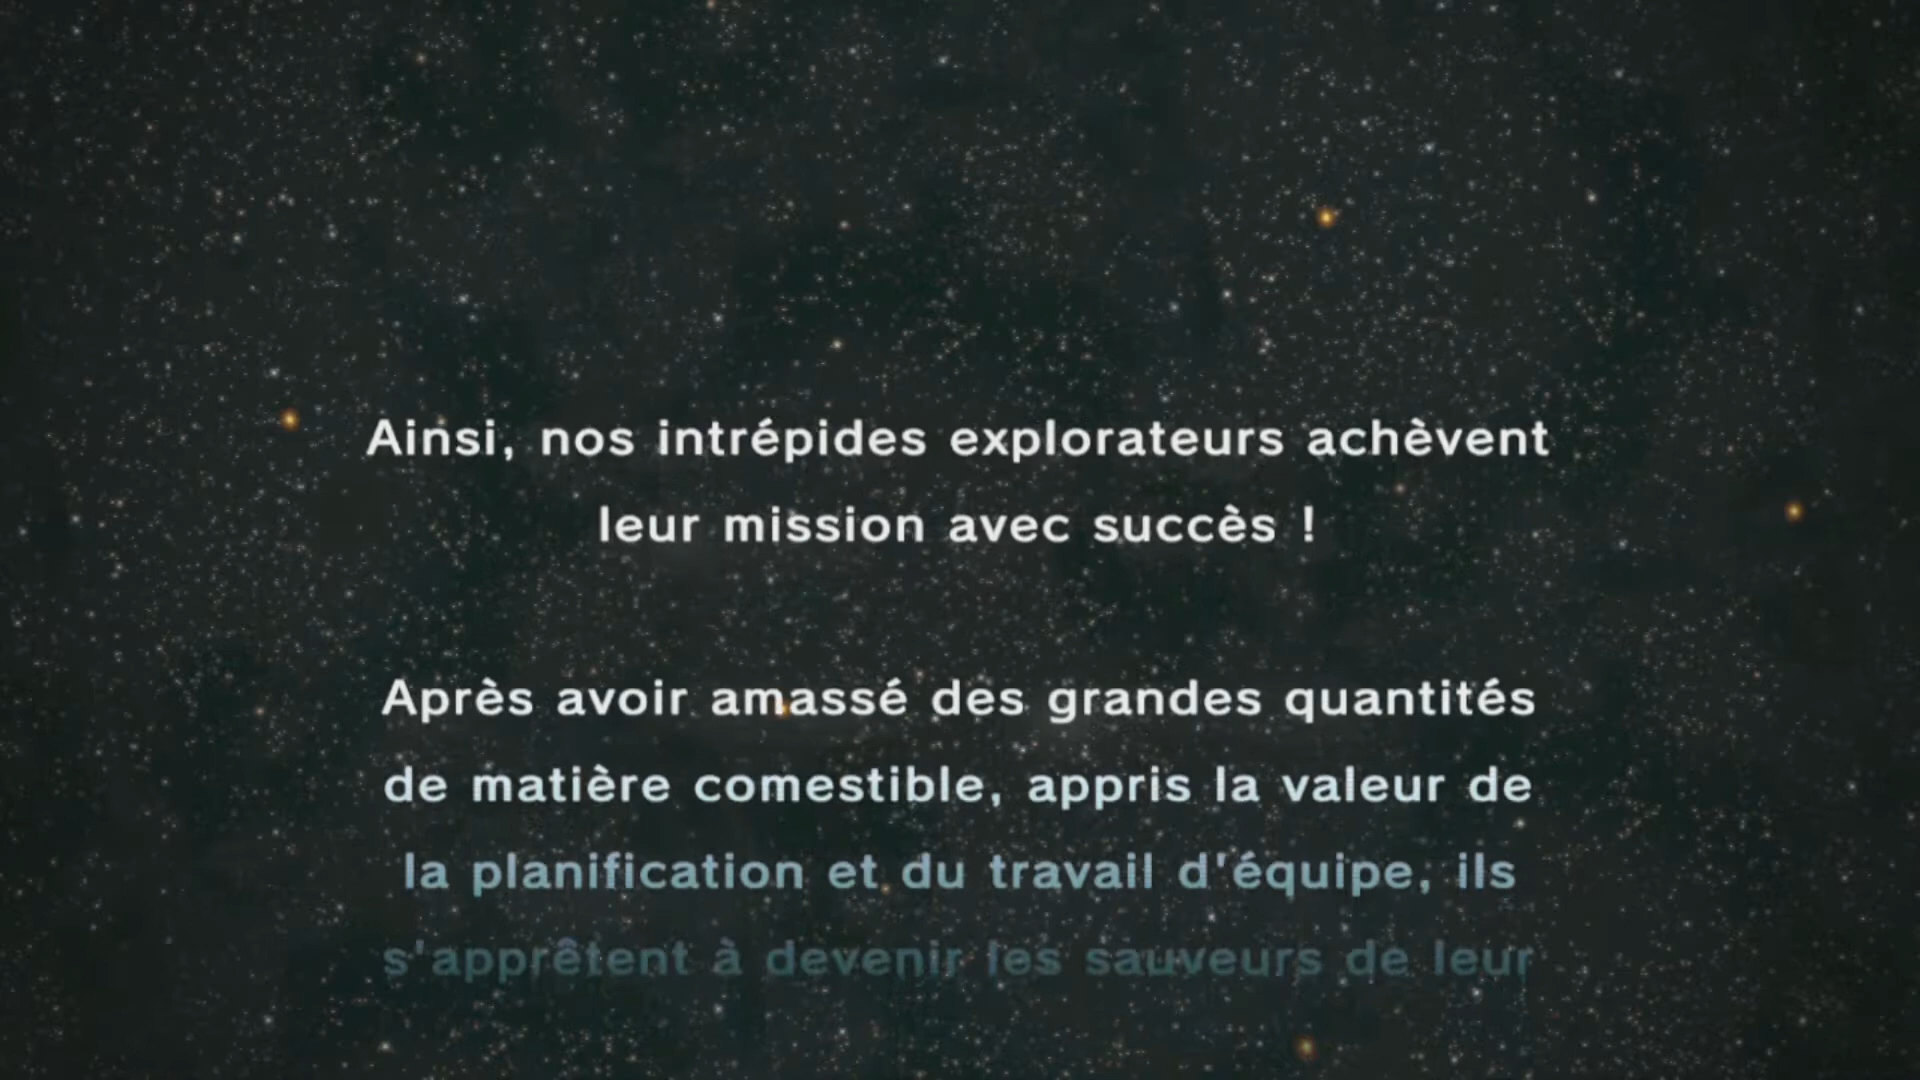 Ainsi, nos intrépides explorateurs achèvent
leur mission avec succès !
Après avoir amassé des grandes quantités
de matière comestible, appris la valeur de
la planification et du travail d'équipe, ils
s'apprêtent à devenir les sauveurs de leur